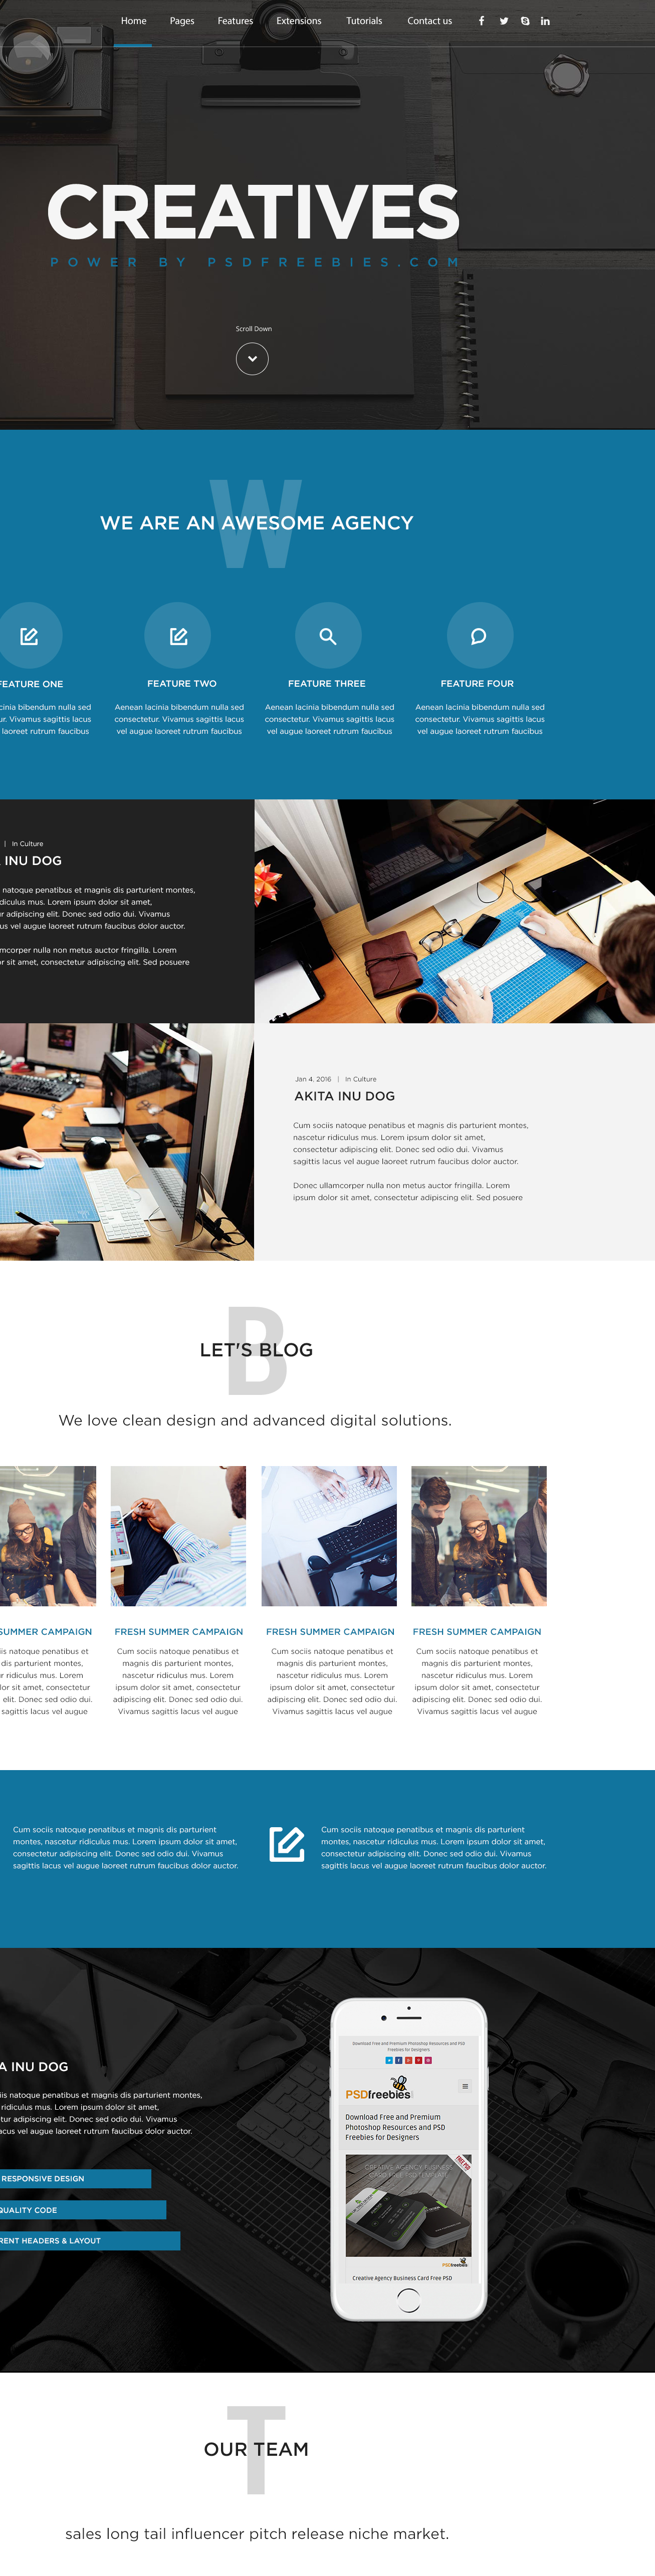 Home Pages Features Extensions Tutorials Contact us
CREATIVES
POWER BY PSDFREEBIES.COM
Scroll Down
W
WE ARE AN AWESOME AGENCY
FEATURE ONE
sed
ur. Vivamus sagittis lacus
laoreet rutrum faucibus
FEATURE TWO
Aenean lacinia bibendum nulla sed
consectetur. Vivamus sagittis lacus
vel augue laoreet rutrum faucibus
FEATURE THREE
Aenean lacinia bibendum nulla sed
consectetur. Vivamus sagittis lacus
vel augue laoreet rutrum faucibus
FEATURE FOUR
Aenean lacinia bibendum nulla sed
consectetur. Vivamus sagittis lacus
vel augue laoreet rutrum faucibus
| In Culture
INU DOG
natoque penatibus et magnis dis parturient montes,
diculus mus. Lorem ipsum dolor sit amet,
r adipiscing elit. Donec sed odio dui. Vivamus
us vel augue laoreet rutrum faucibus dolor auctor.
mcorper nulla non metus auctor fringilla. Lorem
or sit amet, consectetur adipiscing elit. Sed posuere
Jan 4. 2016 | In Culture
AKITA INU DOG
Cum sociis natoque penatibus et magnis dis parturient montes,
nascetur ridiculus mus. Lorem ipsum dolor sit amet,
consectetur adipiscing elit. Donec sed odio dui. Vivamus
sagittis lacus vel augue laoreet rutrum faucibus dolor auctor.
Donec ullamcorper nulla non metus auctor fringilla. Lorem
ipsum dolor sit amet, consectetur adipiscing elit. Sed posuere
B
LET'S BLOG
We love clean design and advanced digital solutions.
SUMMER CAMPAIGN
iis natoque penatibus et
dis parturient montes,
r ridiculus mus. Lorem
lor sit amet, consectetur
elit. Donec sed odio dui.
sagittis lacus vel augue
FRESH SUMMER CAMPAIGN
Cum sociis natoque penatibus et
magnis dis parturient montes,
nascetur ridiculus mus. Lorem
ipsum dolor sit amet, consectetur
adipiscing elit. Donec sed odio dui.
Vivamus sagittis lacus vel augue
FRESH SUMMER CAMPAIGN
Cum sociis natoque penatibus et
magnis dis parturient montes,
nascetur ridiculus mus. Lorem
ipsum dolor sit amet, consectetur
adipiscing elit. Donec sed odio dui.
Vivamus sagittis lacus vel augue
FRESH SUMMER CAMPAIGN
Cum sociis natoque penatibus et
magnis dis parturient montes,
nascetur ridiculus mus. Lorem
ipsum dolor sit amet, consectetur
adipiscing elit. Donec sed odio dui.
Vivamus sagittis lacus vel augue
Cum sociis natoque penatibus et magnis dis parturient
montes, nascetur ridiculus mus. Lorem ipsum dolor sit amet,
consectetur adipiscing elit. Donec sed odio dui. Vivamus
sagittis lacus vel augue laoreet rutrum faucibus dolor auctor.
Cum sociis natoque penatibus et magnis dis parturient
montes, nascetur ridiculus mus. Lorem ipsum dolor sit amet,
consectetur adipiscing elit. Donec sed odio dui. Vivamus
sagittis lacus vel augue laoreet rutrum faucibus dolor auctor.
A INU DOG
iis natoque penatibus et magnis dis parturient montes,
ridiculus mus. Lorem ipsum dolor sit amet,
tur adipiscing elit. Donec sed odio dui. Vivamus
acus vel augue laoreet rutrum faucibus dolor auctor.
RESPONSIVE DESIGN
QUALITY CODE
RENT HEADERS & LAYOUT
Download Free and Premium Photoshop Resources and PSD
Freebies for Designers
PSDfreebies
Download Free and Premium
Photoshop Resources and PSD
Freebies for Designers
FREE PSD
CREATIVE AGENCY BUSINESS
CARD FREE PSD TEMPLATE
PSDfreebies
Creative Agency Business Card Free PSD
T
OUR TEAM
sales long tail influencer pitch release niche market.